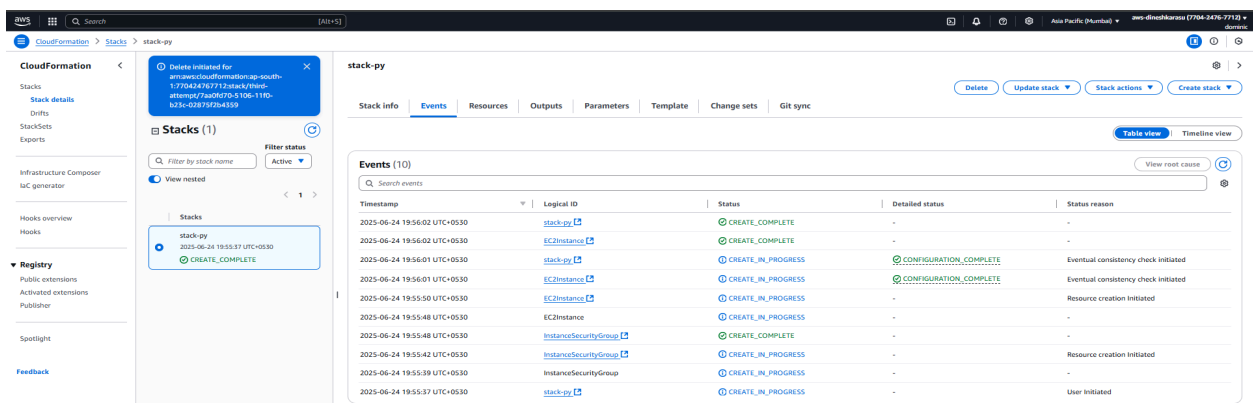 aws
Search
[Alt+S]
Asia Pacific (Mumbai)
aws-dineshkarasu (7704-2476-7712)
dominic
CloudFormation > Stacks > stack-py
CloudFormation
Stacks
Stack details
Drifts
StackSets
Exports
Infrastructure Composer
IaC generator
Hooks overview
Hooks
Registry
Public extensions
Activated extensions
Publisher
Spotlight
Feedback
Delete initiated for
arn:aws:cloudformation:ap-south-
1:770424767712:stack/third-
attempt/7aa0fd70-5106-11f0-
b23c-02875f2b4359
Stacks (1)
Filter status
Filter by stack name
Active
View nested
1
Stacks
stack-py
2025-06-24 19:55:37 UTC+0530
CREATE_COMPLETE
stack-py
Delete Update stack Stack actions Create stack
Stack info Events Resources Outputs Parameters Template Change sets Git sync
Table view Timeline view
Events (10)
View root cause
Search events
Timestamp Logical ID Status Detailed status Status reason
2025-06-24 19:56:02 UTC+0530 stack-py CREATE_COMPLETE - -
2025-06-24 19:56:02 UTC+0530 EC2Instance CREATE_COMPLETE - -
2025-06-24 19:56:01 UTC+0530 stack-py CREATE_IN_PROGRESS CONFIGURATION_COMPLETE Eventual consistency check initiated
2025-06-24 19:56:01 UTC+0530 EC2Instance CREATE_IN_PROGRESS CONFIGURATION_COMPLETE Eventual consistency check initiated
2025-06-24 19:55:50 UTC+0530 EC2Instance CREATE_IN_PROGRESS - Resource creation Initiated
2025-06-24 19:55:48 UTC+0530 EC2Instance CREATE_IN_PROGRESS - -
2025-06-24 19:55:48 UTC+0530 InstanceSecurityGroup CREATE_COMPLETE - -
2025-06-24 19:55:42 UTC+0530 InstanceSecurityGroup CREATE_IN_PROGRESS - Resource creation Initiated
2025-06-24 19:55:39 UTC+0530 InstanceSecurityGroup CREATE_IN_PROGRESS - -
2025-06-24 19:55:37 UTC+0530 stack-py CREATE_IN_PROGRESS - User Initiated